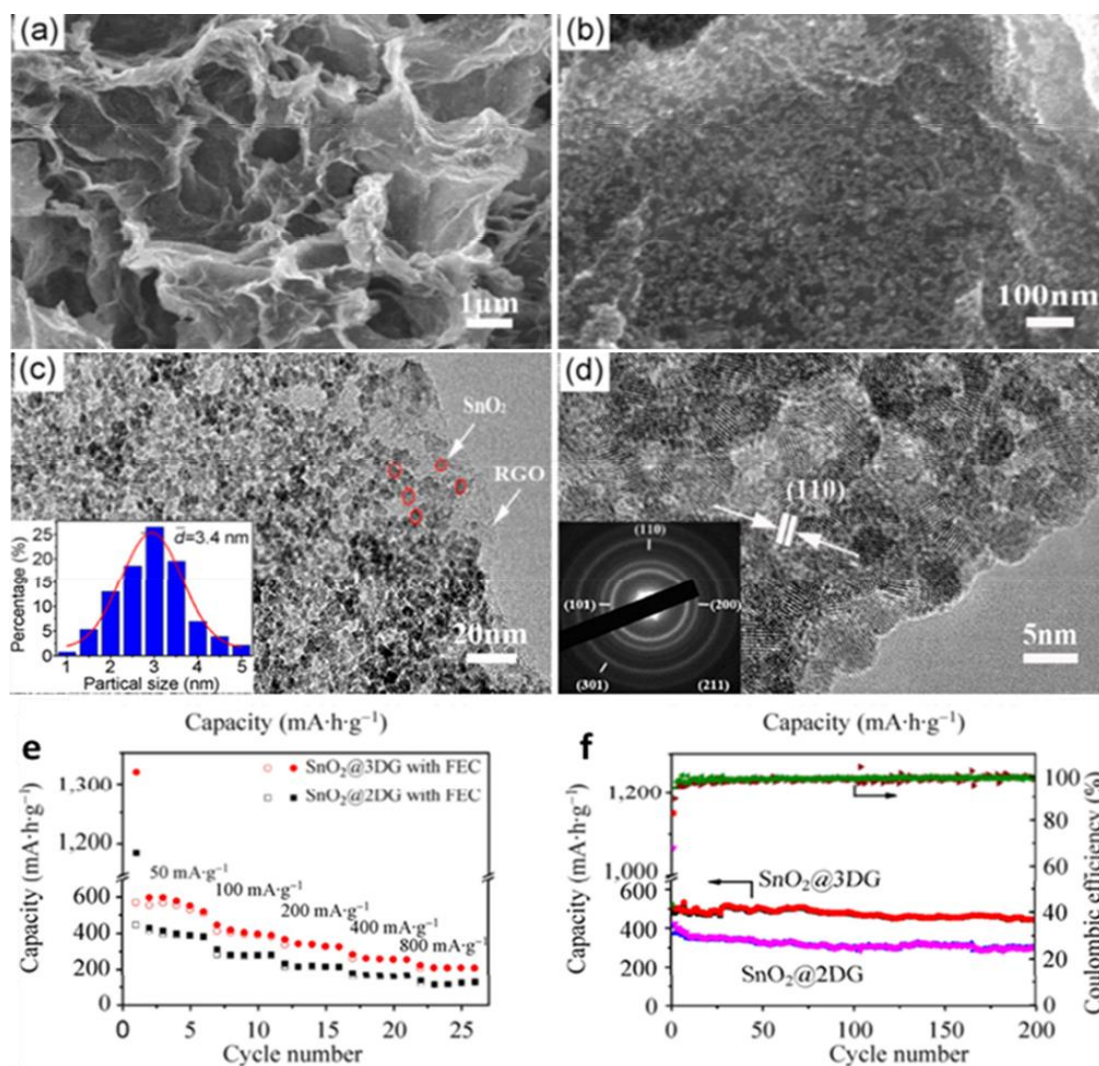 (a)
1μm
(b)
100nm
(c)
SnO₂
RGO
d̄=3.4 nm
Percentage (%)
25
20
15
10
5
0
1 2 3 4 5
Partical size (nm)
20nm
(d)
(110)
(110)
(101)
(200)
(301)
(211)
5nm
Capacity (mA·h·g⁻¹)
e
SnO₂@3DG with FEC
SnO₂@2DG with FEC
Capacity (mA·h·g⁻¹)
1,300
1,200
600
400
200
0
50 mA·g⁻¹
100 mA·g⁻¹
200 mA·g⁻¹
400 mA·g⁻¹
800 mA·g⁻¹
0 5 10 15 20 25
Cycle number
Capacity (mA·h·g⁻¹)
f
Capacity (mA·h·g⁻¹)
1,200
1,000
600
500
400
300
200
0
SnO₂@3DG
SnO₂@2DG
100
80
60
40
20
0
Coulombic efficiency (%)
0 50 100 150 200
Cycle number